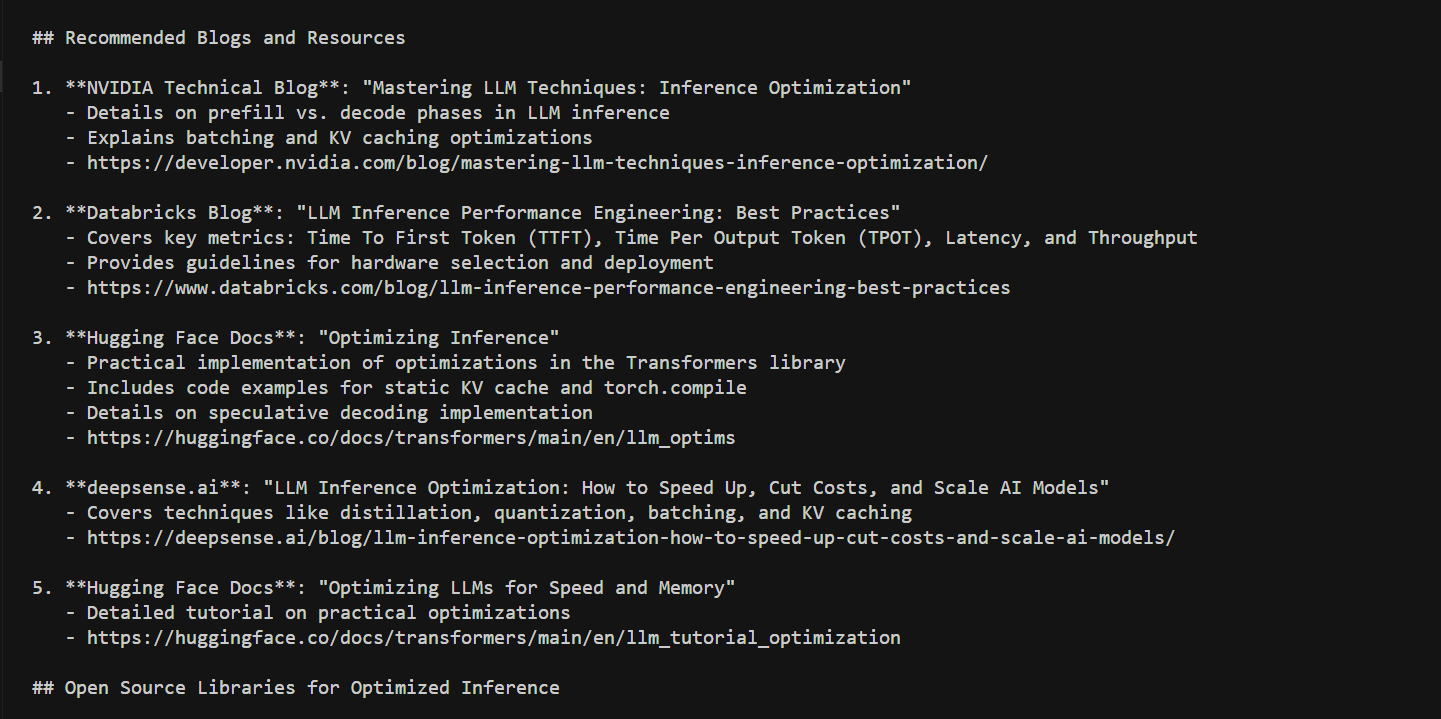 ## Recommended Blogs and Resources
1. **NVIDIA Technical Blog**: "Mastering LLM Techniques: Inference Optimization"
- Details on prefill vs. decode phases in LLM inference
- Explains batching and KV caching optimizations
- https://developer.nvidia.com/blog/mastering-llm-techniques-inference-optimization/
2. **Databricks Blog**: "LLM Inference Performance Engineering: Best Practices"
- Covers key metrics: Time To First Token (TTFT), Time Per Output Token (TPOT), Latency, and Throughput
- Provides guidelines for hardware selection and deployment
- https://www.databricks.com/blog/llm-inference-performance-engineering-best-practices
3. **Hugging Face Docs**: "Optimizing Inference"
- Practical implementation of optimizations in the Transformers library
- Includes code examples for static KV cache and torch.compile
- Details on speculative decoding implementation
- https://huggingface.co/docs/transformers/main/en/llm_optims
4. **deepsense.ai**: "LLM Inference Optimization: How to Speed Up, Cut Costs, and Scale AI Models"
- Covers techniques like distillation, quantization, batching, and KV caching
- https://deepsense.ai/blog/llm-inference-optimization-how-to-speed-up-cut-costs-and-scale-ai-models/
5. **Hugging Face Docs**: "Optimizing LLMs for Speed and Memory"
- Detailed tutorial on practical optimizations
- https://huggingface.co/docs/transformers/main/en/llm_tutorial_optimization
## Open Source Libraries for Optimized Inference